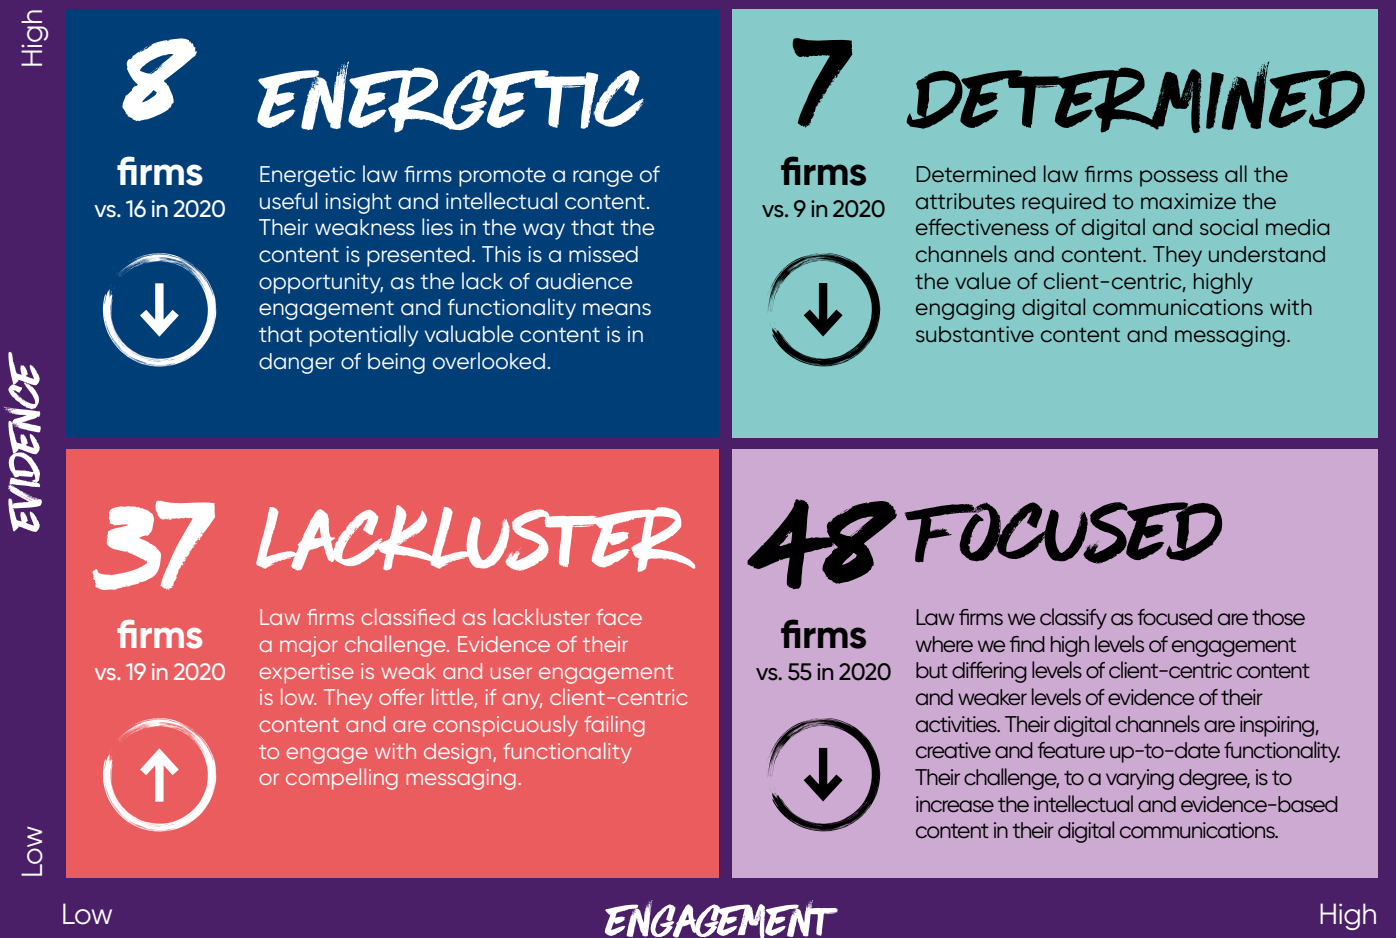 High
8
ENERGETIC
firms
vs. 16 in 2020
Energetic law firms promote a range of
useful insight and intellectual content.
Their weakness lies in the way that the
content is presented. This is a missed
opportunity, as the lack of audience
engagement and functionality means
that potentially valuable content is in
danger of being overlooked.
7
DETERMINED
firms
vs. 9 in 2020
Determined law firms possess all the
attributes required to maximize the
effectiveness of digital and social media
channels and content. They understand
the value of client-centric, highly
engaging digital communications with
substantive content and messaging.
EVIDENCE
37
LACKLUSTER
firms
vs. 19 in 2020
Law firms classified as lackluster face
a major challenge. Evidence of their
expertise is weak and user engagement
is low. They offer little, if any, client-centric
content and are conspicuously failing
to engage with design, functionality
or compelling messaging.
48
FOCUSED
firms
vs. 55 in 2020
Law firms we classify as focused are those
where we find high levels of engagement
but differing levels of client-centric content
and weaker levels of evidence of their
activities. Their digital channels are inspiring,
creative and feature up-to-date functionality.
Their challenge, to a varying degree, is to
increase the intellectual and evidence-based
content in their digital communications.
Low
Low
ENGAGEMENT
High